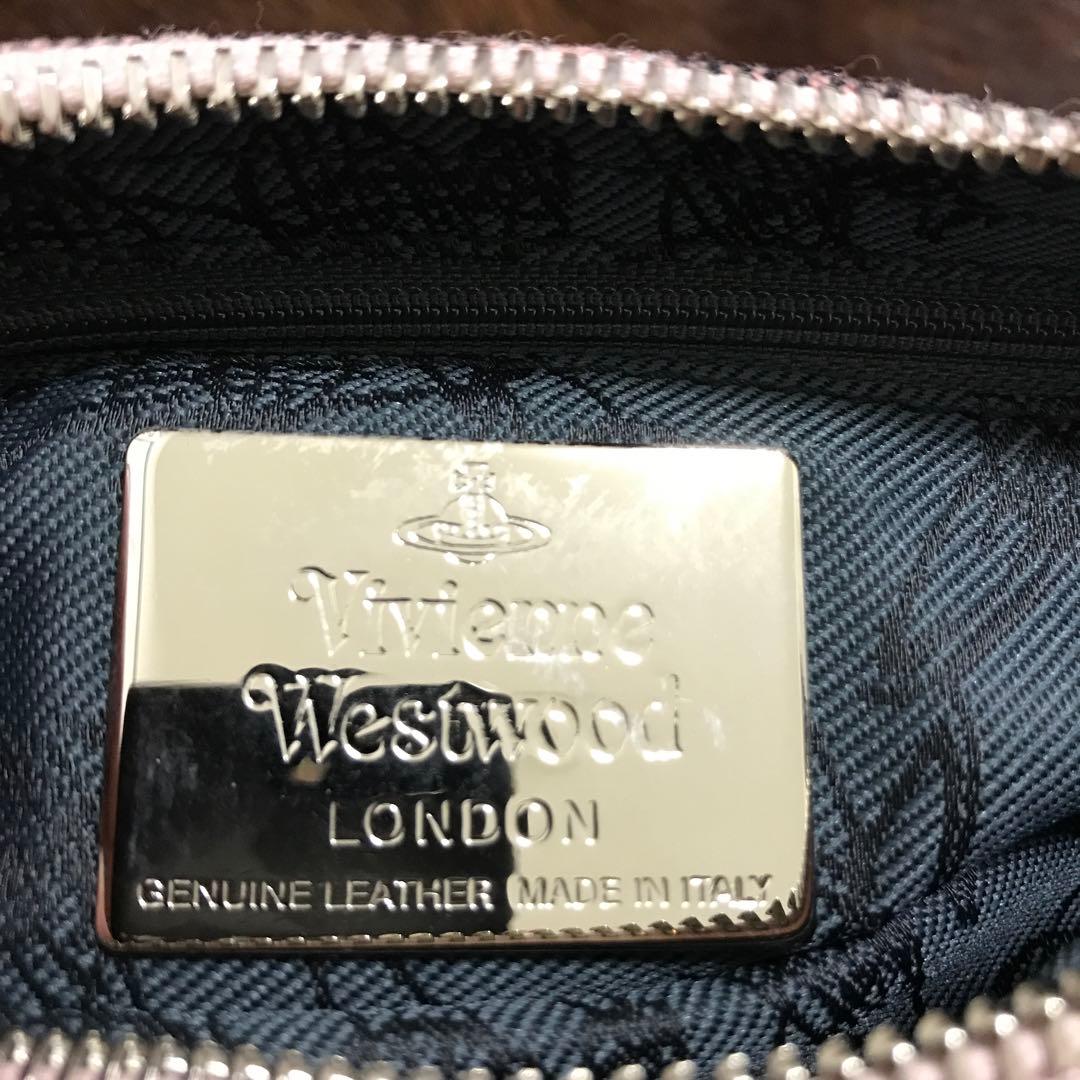 Vivienne
Westwood
LONDON
GENUINE LEATHER MADE IN ITALY